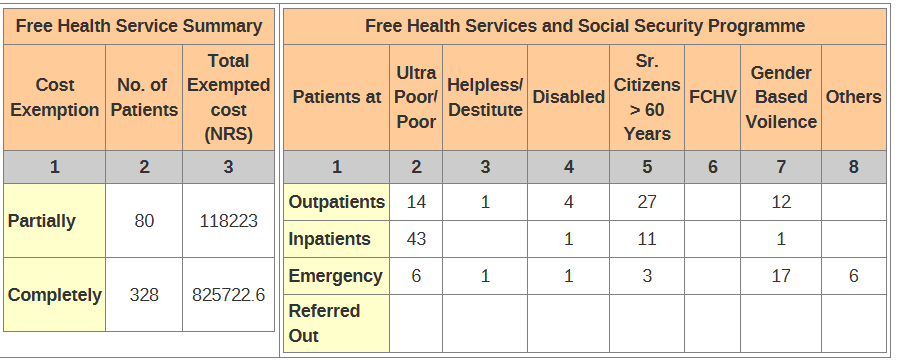 Free Health Service Summary
Cost Exemption No. of Patients Total Exempted cost (NRS)
1 2 3
Partially 80 118223
Completely 328 825722.6
Free Health Services and Social Security Programme
Patients at Ultra Poor/ Poor Helpless/ Destitute Disabled Sr. Citizens > 60 Years FCHV Gender Based Voilence Others
1 2 3 4 5 6 7 8
Outpatients 14 1 4 27 12
Inpatients 43 1 11 1
Emergency 6 1 1 3 17 6
Referred Out